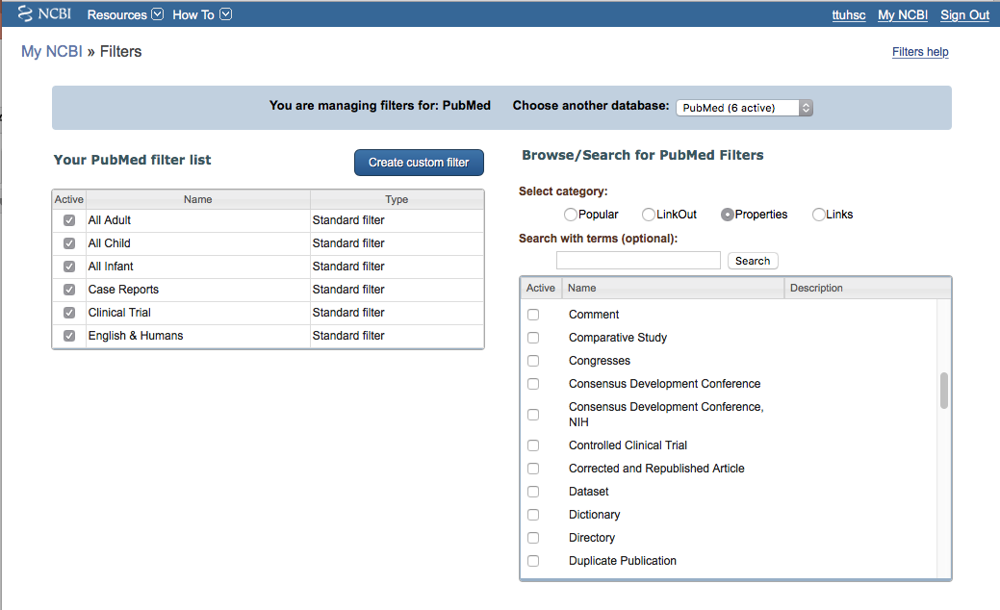 NCBI Resources How To ttuhsc My NCBI Sign Out
My NCBI » Filters Filters help
You are managing filters for: PubMed Choose another database: PubMed (6 active)
Your PubMed filter list Create custom filter
Active Name Type
All Adult Standard filter
All Child Standard filter
All Infant Standard filter
Case Reports Standard filter
Clinical Trial Standard filter
English & Humans Standard filter
Browse/Search for PubMed Filters
Select category:
Popular LinkOut Properties Links
Search with terms (optional):
Search
Active Name Description
Comment
Comparative Study
Congresses
Consensus Development Conference
Consensus Development Conference,
NIH
Controlled Clinical Trial
Corrected and Republished Article
Dataset
Dictionary
Directory
Duplicate Publication